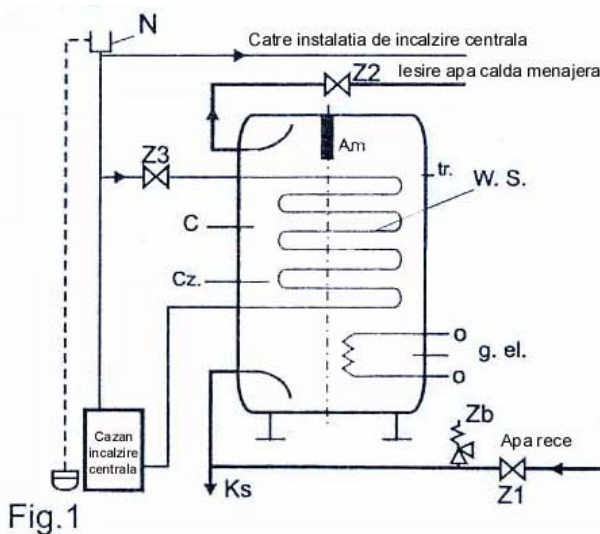 N
Catre instalatia de incalzire centrala
Iesire apa calda menajera
Z2
Z3
Am
tr.
W. S.
C
Cz.
g. el.
Zb
Cazan
incalzire
centrala
Apa rece
Ks
Z1
Fig.1